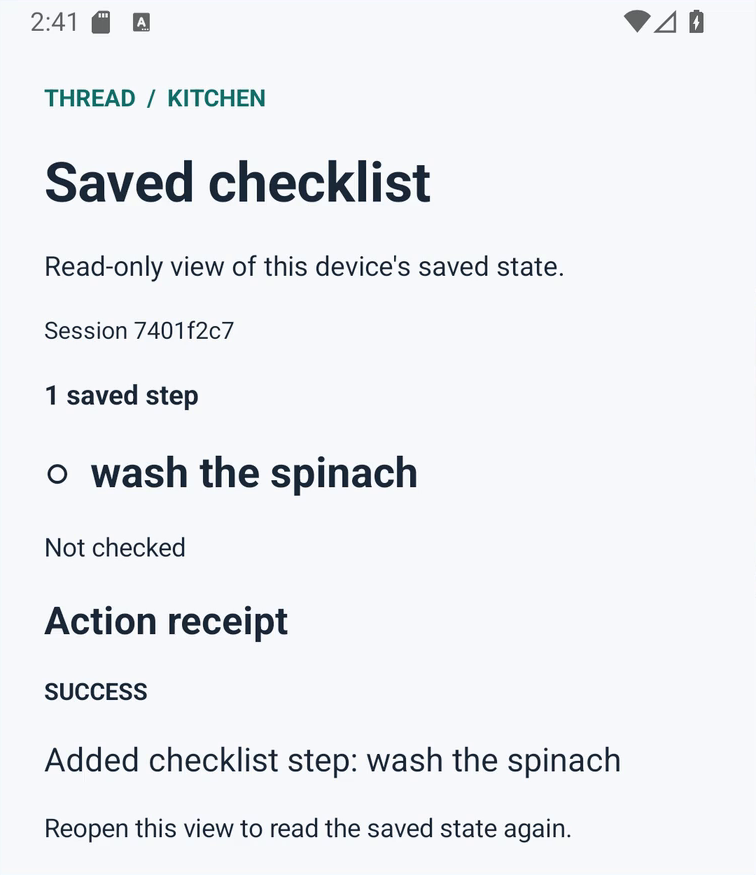 2:41
THREAD / KITCHEN
Saved checklist
Read-only view of this device's saved state.
Session 7401f2c7
1 saved step
wash the spinach
Not checked
Action receipt
SUCCESS
Added checklist step: wash the spinach
Reopen this view to read the saved state again.